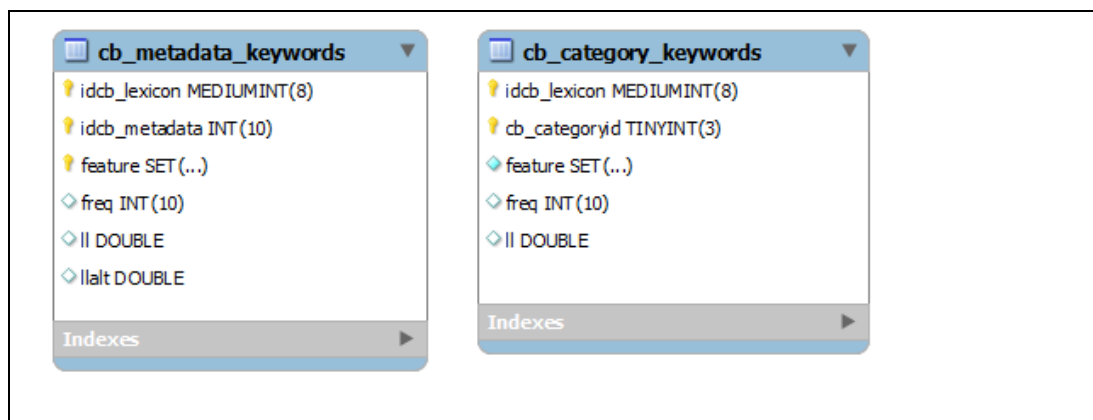 cb_metadata_keywords
idcb_lexicon MEDIUMINT(8)
idcb_metadata INT(10)
feature SET(...)
freq INT(10)
ll DOUBLE
llalt DOUBLE
Indexes
cb_category_keywords
idcb_lexicon MEDIUMINT(8)
cb_categoryid TINYINT(3)
feature SET(...)
freq INT(10)
ll DOUBLE
Indexes